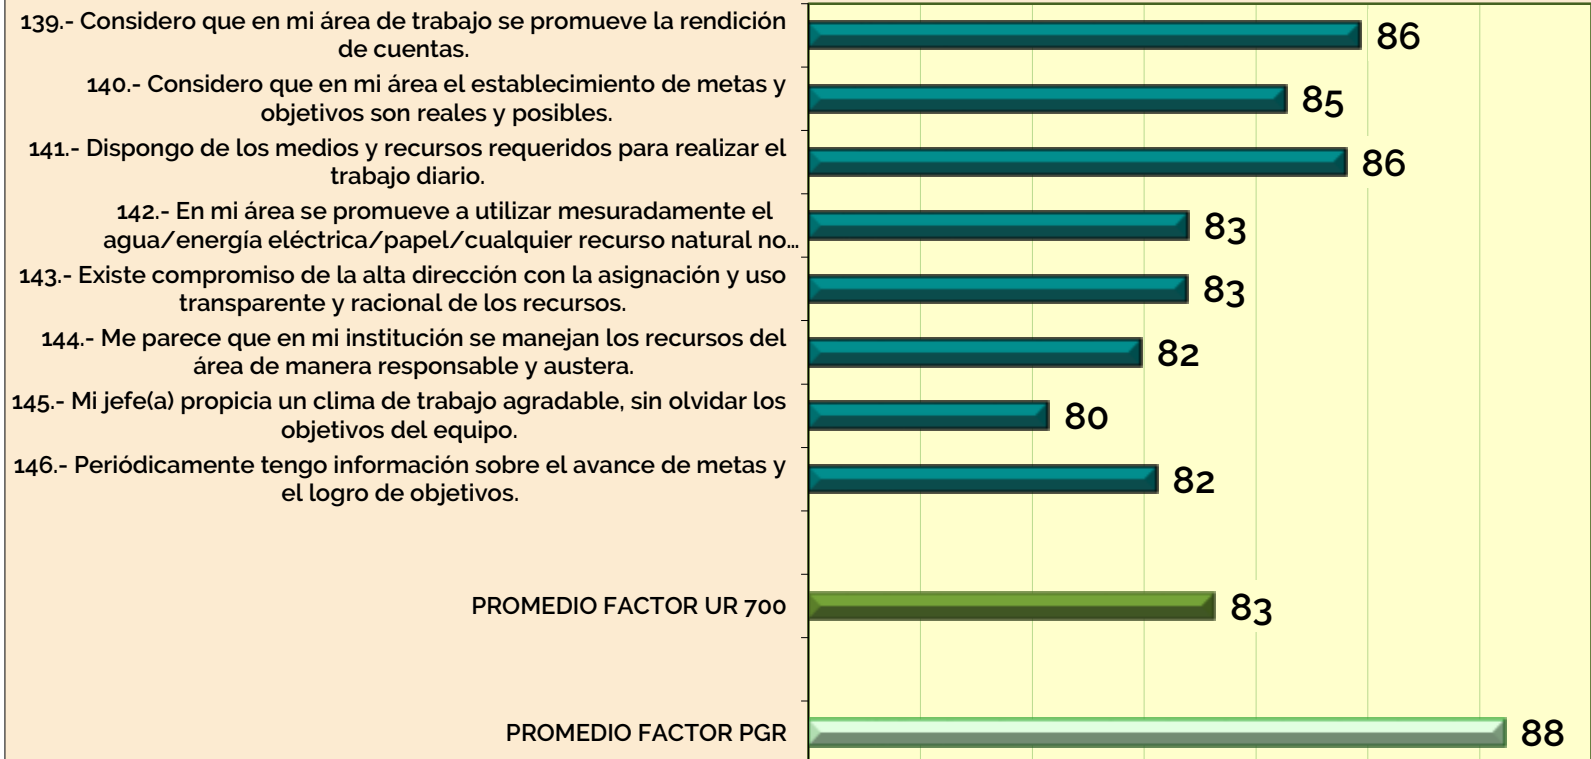 139.- Considero que en mi área de trabajo se promueve la rendición
de cuentas.
86
140.- Considero que en mi área el establecimiento de metas y
objetivos son reales y posibles.
85
141.- Dispongo de los medios y recursos requeridos para realizar el
trabajo diario.
86
142.- En mi área se promueve a utilizar mesuradamente el
agua/energía eléctrica/papel/cualquier recurso natural no...
83
143.- Existe compromiso de la alta dirección con la asignación y uso
transparente y racional de los recursos.
83
144.- Me parece que en mi institución se manejan los recursos del
área de manera responsable y austera.
82
145.- Mi jefe(a) propicia un clima de trabajo agradable, sin olvidar los
objetivos del equipo.
80
146.- Periódicamente tengo información sobre el avance de metas y
el logro de objetivos.
82
PROMEDIO FACTOR UR 700
83
PROMEDIO FACTOR PGR
88